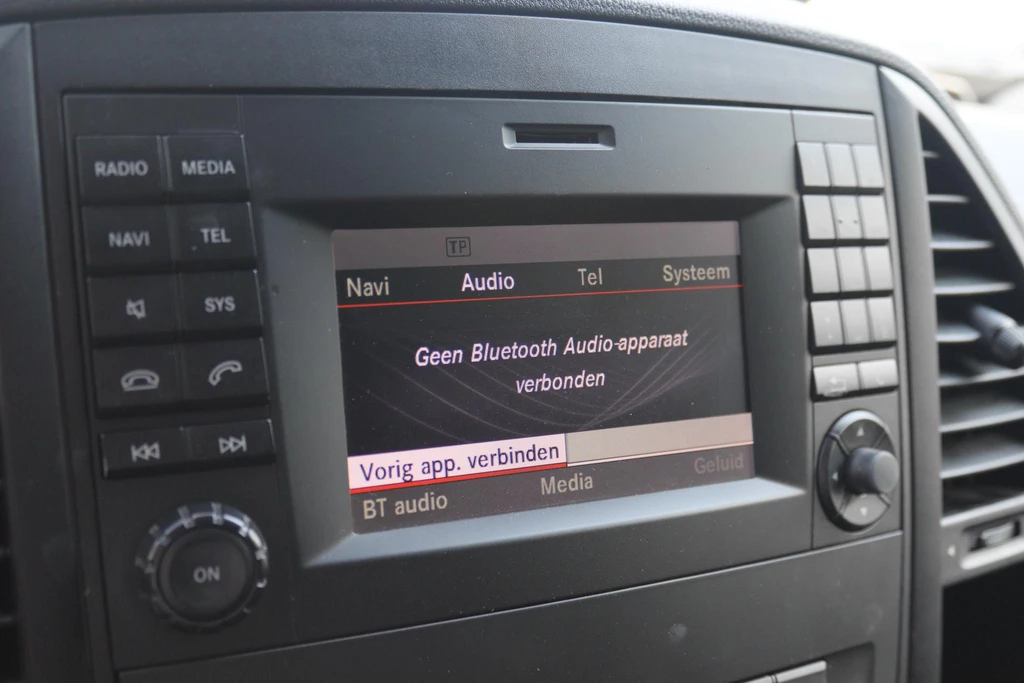 RADIO MEDIA
NAVI TEL
SYS
ON
TP
Navi Audio Tel Systeem
Geen Bluetooth Audio-apparaat
verbonden
Vorig app. verbinden
BT audio Media Geluid